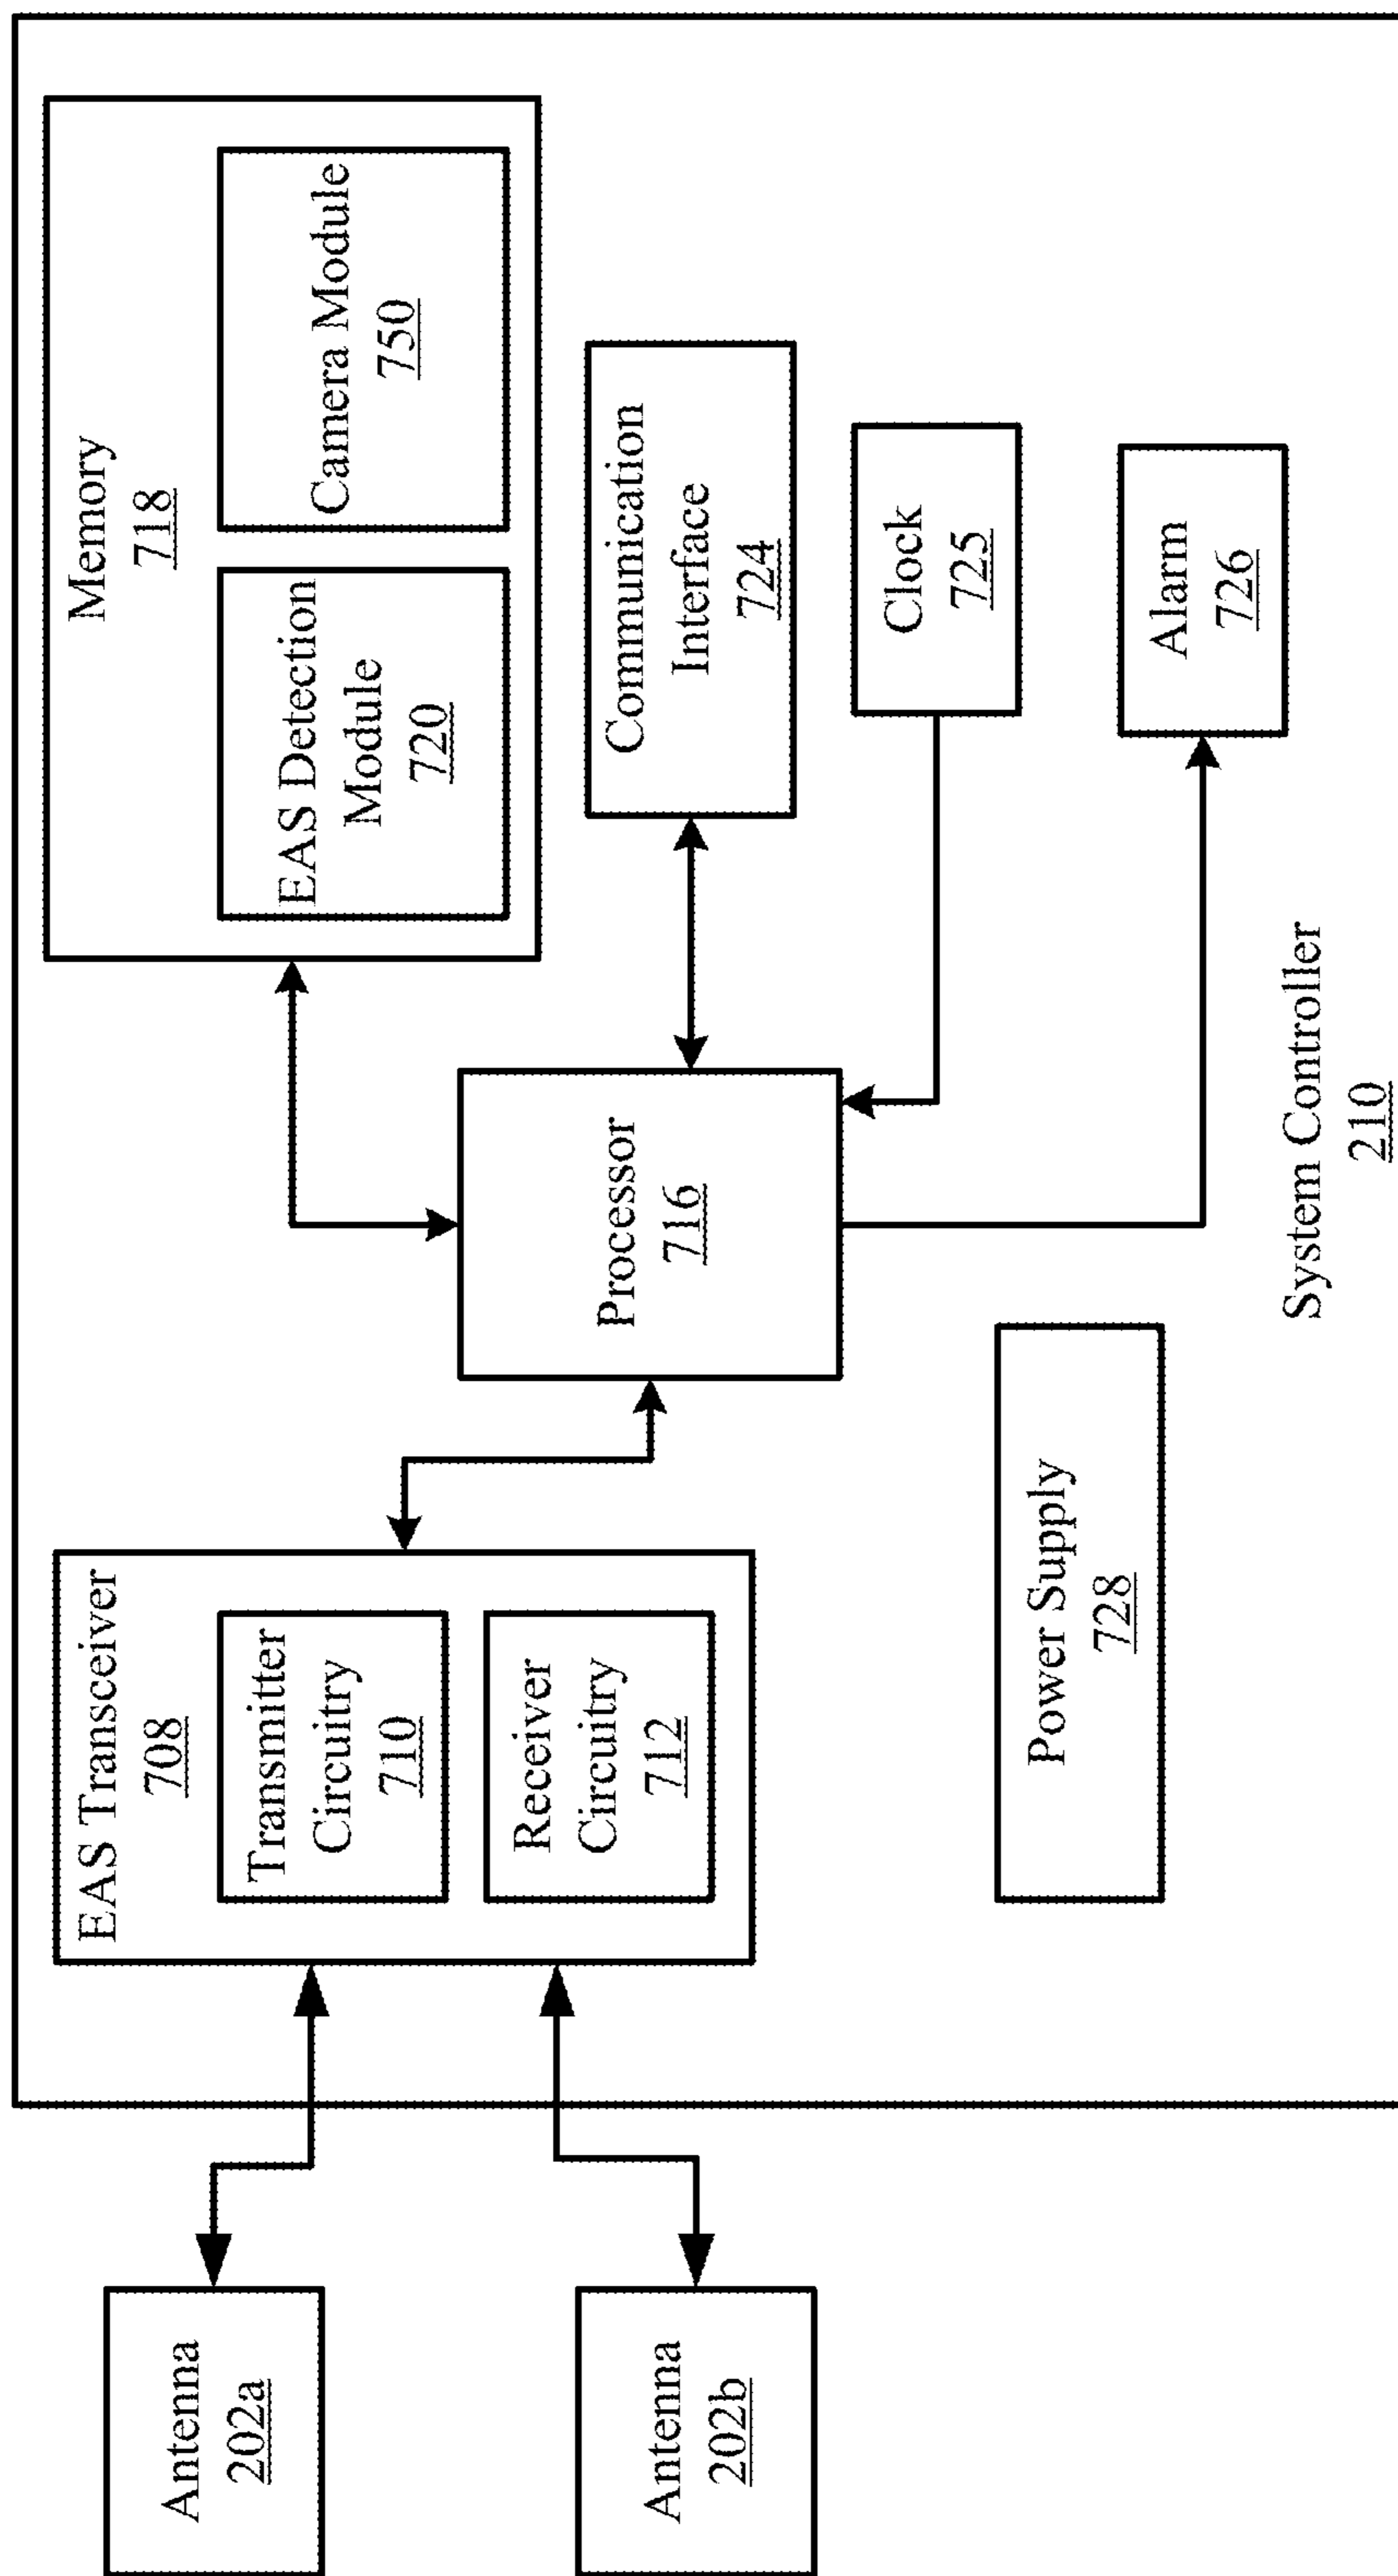 Antenna
202a
Antenna
202b
EAS Transceiver
708
Transmitter
Circuitry
710
Receiver
Circuitry
712
Processor
716
Memory
718
EAS Detection
Module
720
Camera Module
750
Communication
Interface
724
Clock
725
Alarm
726
Power Supply
728
System Controller
210